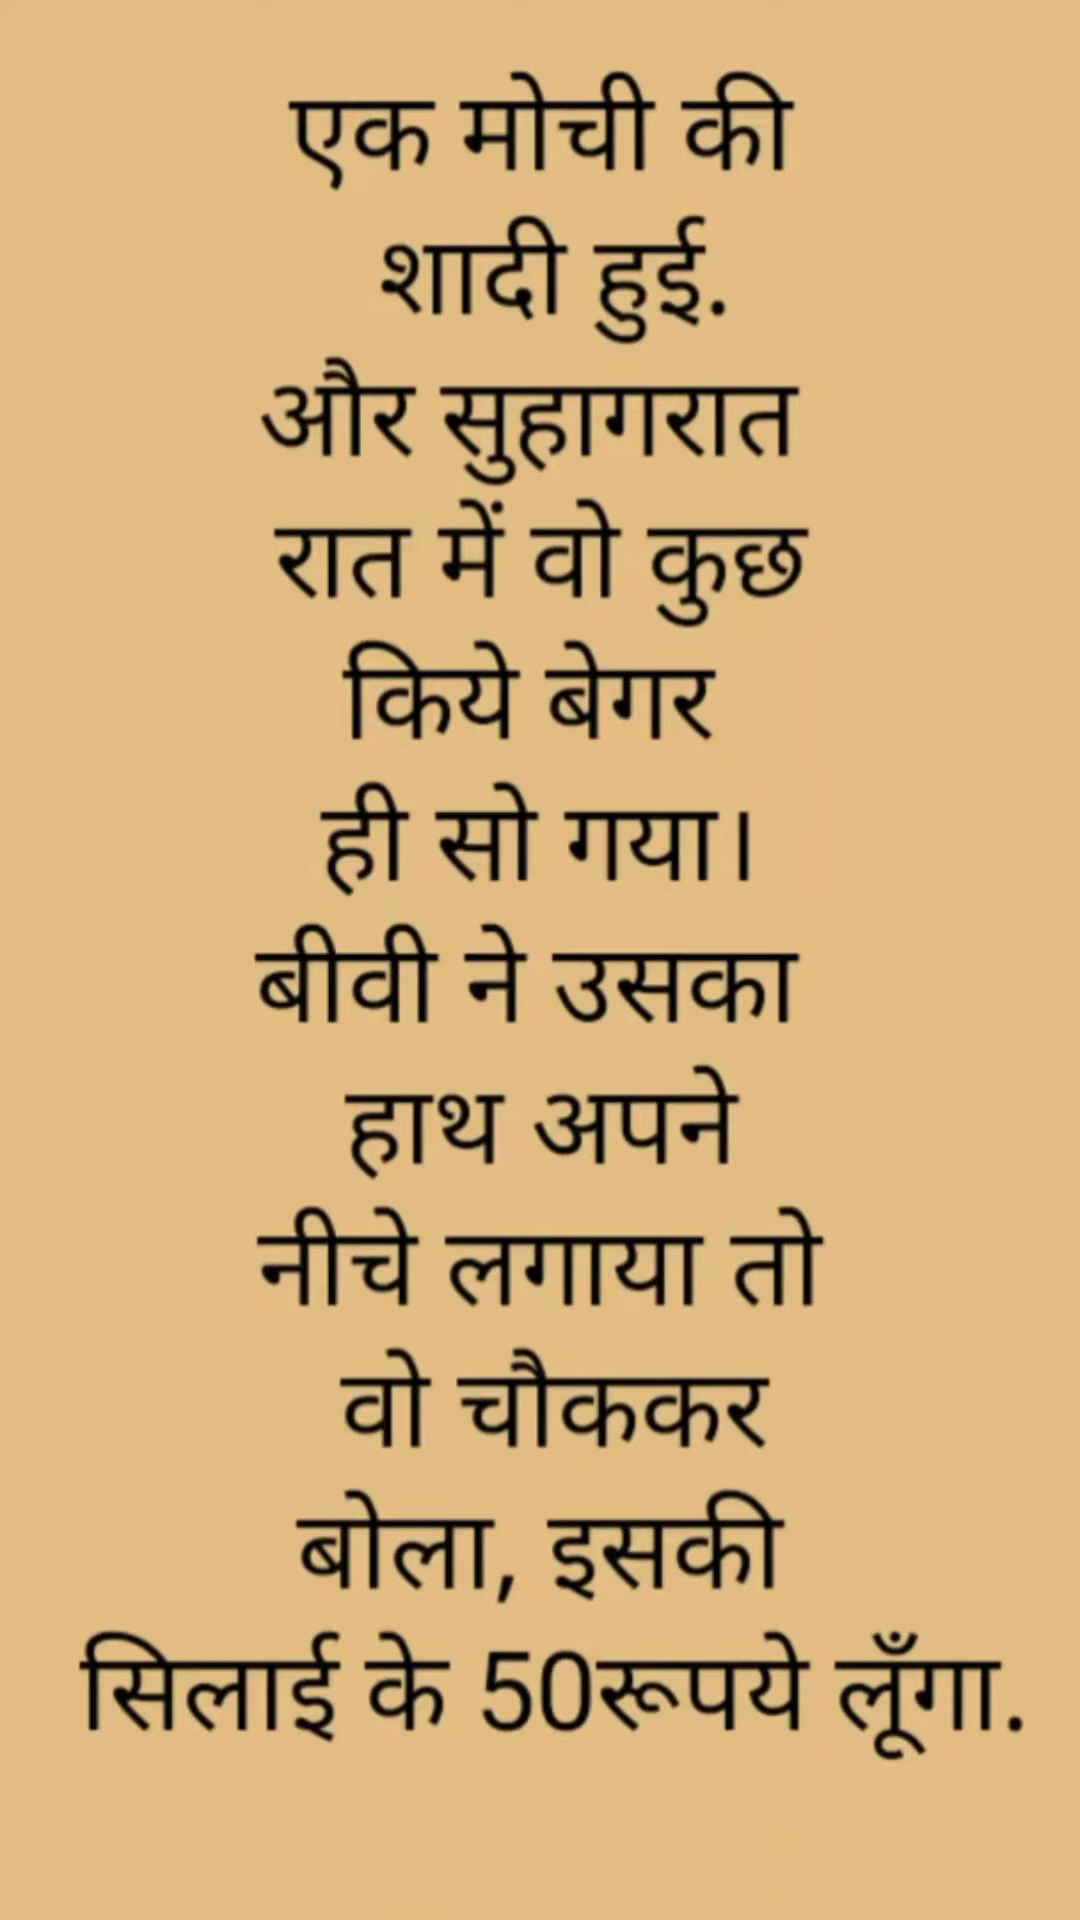 एक मोची की
शादी हुई.
और सुहागरात
रात में वो कुछ
किये बेगर
ही सो गया।
बीवी ने उसका
हाथ अपने
नीचे लगाया तो
वो चौककर
बोला, इसकी
सिलाई के 50रूपये लूँगा.